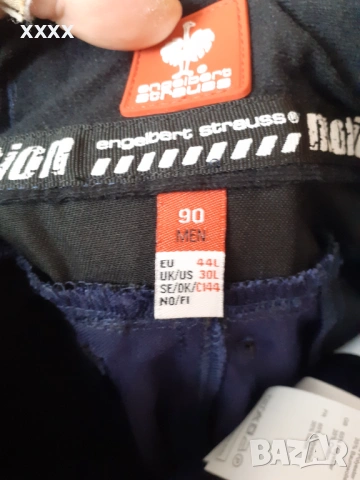 xxxx
engelbert
strauss
engelbert strauss®
90
MEN
EU 44L
UK/US 30L
SE/DK/ C144
NO/FI
BAZAR